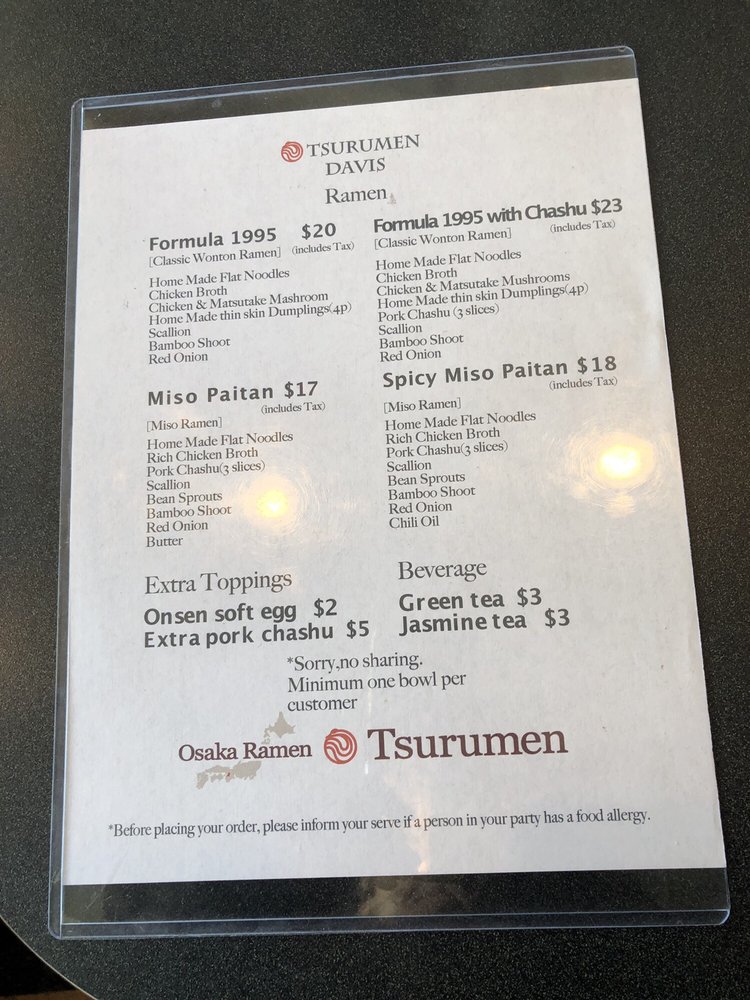 TSURUMEN
DAVIS
Ramen
Formula 1995 $20
[Classic Wonton Ramen] (includes Tax)
Home Made Flat Noodles
Chicken Broth
Chicken & Matsutake Mashroom
Home Made thin skin Dumplings(4p)
Scallion
Bamboo Shoot
Red Onion
Formula 1995 with Chashu $23
[Classic Wonton Ramen] (includes Tax)
Home Made Flat Noodles
Chicken Broth
Chicken & Matsutake Mushrooms
Home Made thin skin Dumplings(4p)
Pork Chashu (3 slices)
Scallion
Bamboo Shoot
Red Onion
Miso Paitan $17
(includes Tax)
[Miso Ramen]
Home Made Flat Noodles
Rich Chicken Broth
Pork Chashu(3 slices)
Scallion
Bean Sprouts
Bamboo Shoot
Red Onion
Butter
Spicy Miso Paitan $18
(includes Tax)
[Miso Ramen]
Home Made Flat Noodles
Rich Chicken Broth
Pork Chashu(3 slices)
Scallion
Bean Sprouts
Bamboo Shoot
Red Onion
Chili Oil
Extra Toppings
Onsen soft egg $2
Extra pork chashu $5
Beverage
Green tea $3
Jasmine tea $3
*Sorry,no sharing.
Minimum one bowl per
customer
Osaka Ramen Tsurumen
*Before placing your order, please inform your serve if a person in your party has a food allergy.